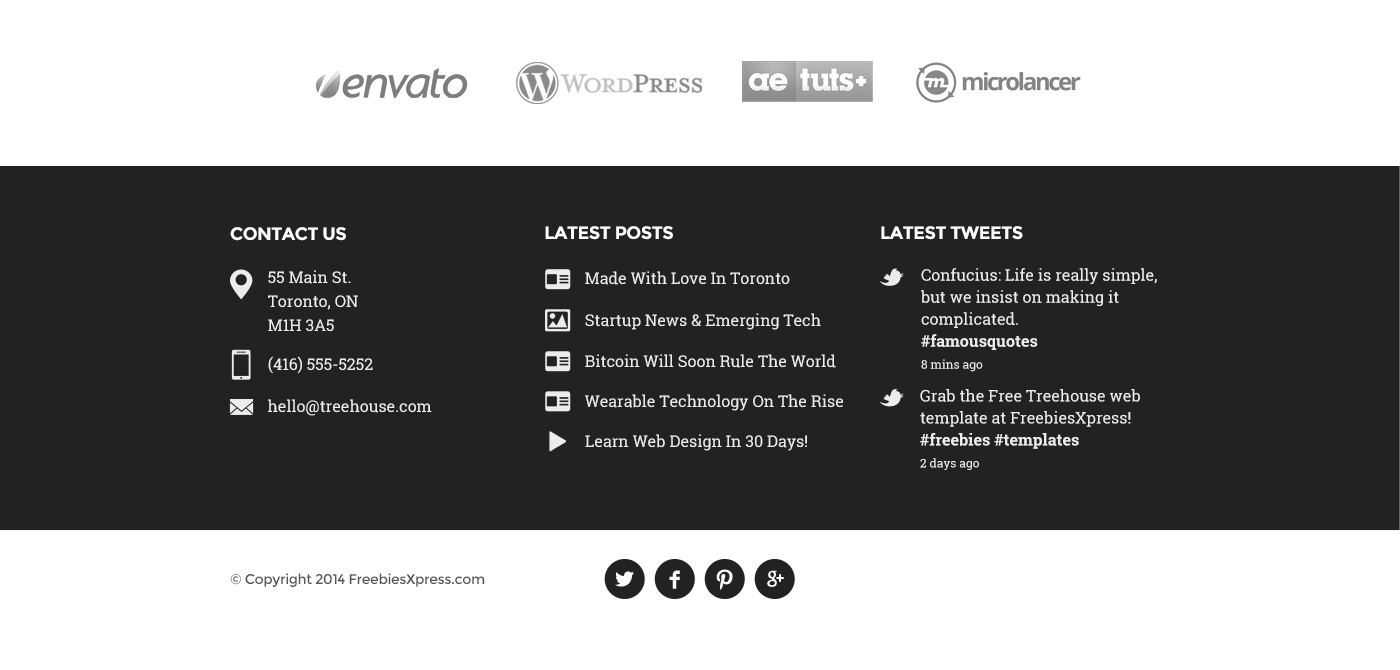 envato
WORDPRESS
ae tuts+
m microlancer
CONTACT US
55 Main St.
Toronto, ON
M1H 3A5
(416) 555-5252
hello@treehouse.com
LATEST POSTS
Made With Love In Toronto
Startup News & Emerging Tech
Bitcoin Will Soon Rule The World
Wearable Technology On The Rise
Learn Web Design In 30 Days!
LATEST TWEETS
Confucius: Life is really simple,
but we insist on making it
complicated.
#famousquotes
8 mins ago
Grab the Free Treehouse web
template at FreebiesXpress!
#freebies #templates
2 days ago
© Copyright 2014 FreebiesXpress.com